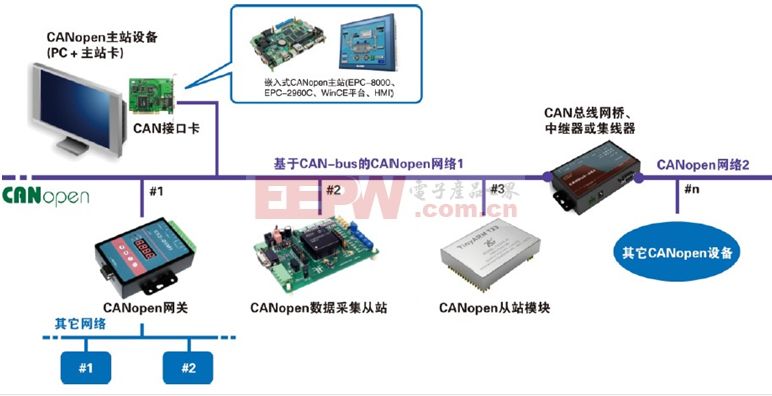 CANopen主站设备
(PC+主站卡)
CAN接口卡
嵌入式CANopen主站(EPC-8000、
EPC-2960C、WinCE平台、HMI)
CAN总线网桥、
中继器或集线器
基于CAN-bus的CANopen网络1
CANopen网络2
CANopen
#1
#2
#3
#n
EEPW 电子產品世界
.com.cn
TinyARM T23
其它CANopen设备
CANopen网关
CANopen数据采集从站
CANopen从站模块
其它网络
#1
#2